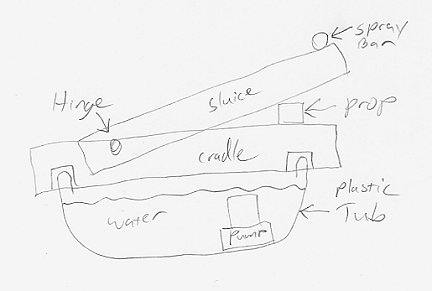 spray
Bar
Hinge
sluice
prop
cradle
plastic
Tub
water
Pump